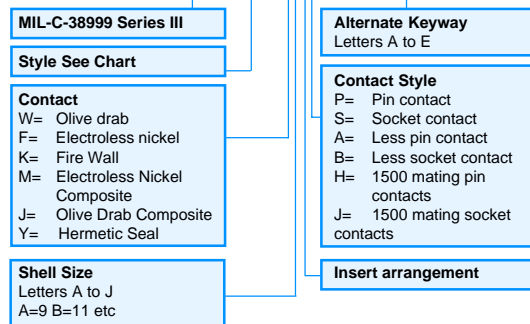 MIL-C-38999 Series III
Style See Chart
Contact
W= Olive drab
F= Electroless nickel
K= Fire Wall
M= Electroless Nickel
Composite
J= Olive Drab Composite
Y= Hermetic Seal
Shell Size
Letters A to J
A=9 B=11 etc
Alternate Keyway
Letters A to E
Contact Style
P= Pin contact
S= Socket contact
A= Less pin contact
B= Less socket contact
H= 1500 mating pin
contacts
J= 1500 mating socket
contacts
Insert arrangement